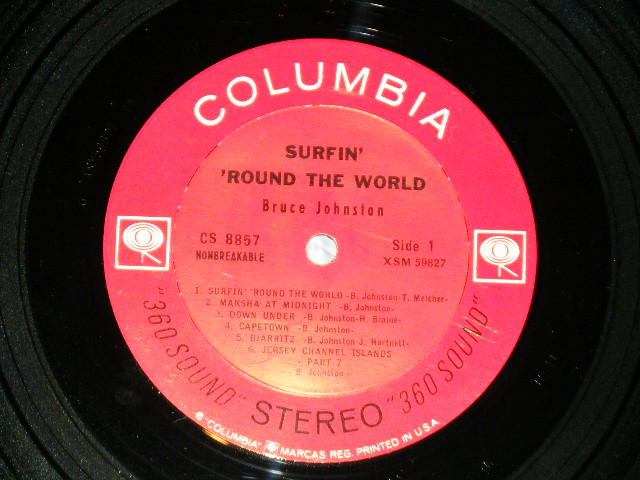 COLUMBIA
SURFIN'
'ROUND THE WORLD
Bruce Johnston
CS 8857
NONBREAKABLE
Side 1
XSM 59827
1. SURFIN' 'ROUND THE WORLD -B. Johnston-T. Melcher-
2. MAKSHA AT MIDNIGHT -B. Johnston-
3. DOWN UNDER -B. Johnston-H. Blaine-
4. CAPETOWN -B. Johnston-
5. BIARRITZ -B. Johnston-J. Hartnett-
6. JERSEY CHANNEL ISLANDS
- PART 7
- B. Johnston -
"360 SOUND" STEREO "360 SOUND"
® "COLUMBIA" MARCAS REG. PRINTED IN U.S.A.